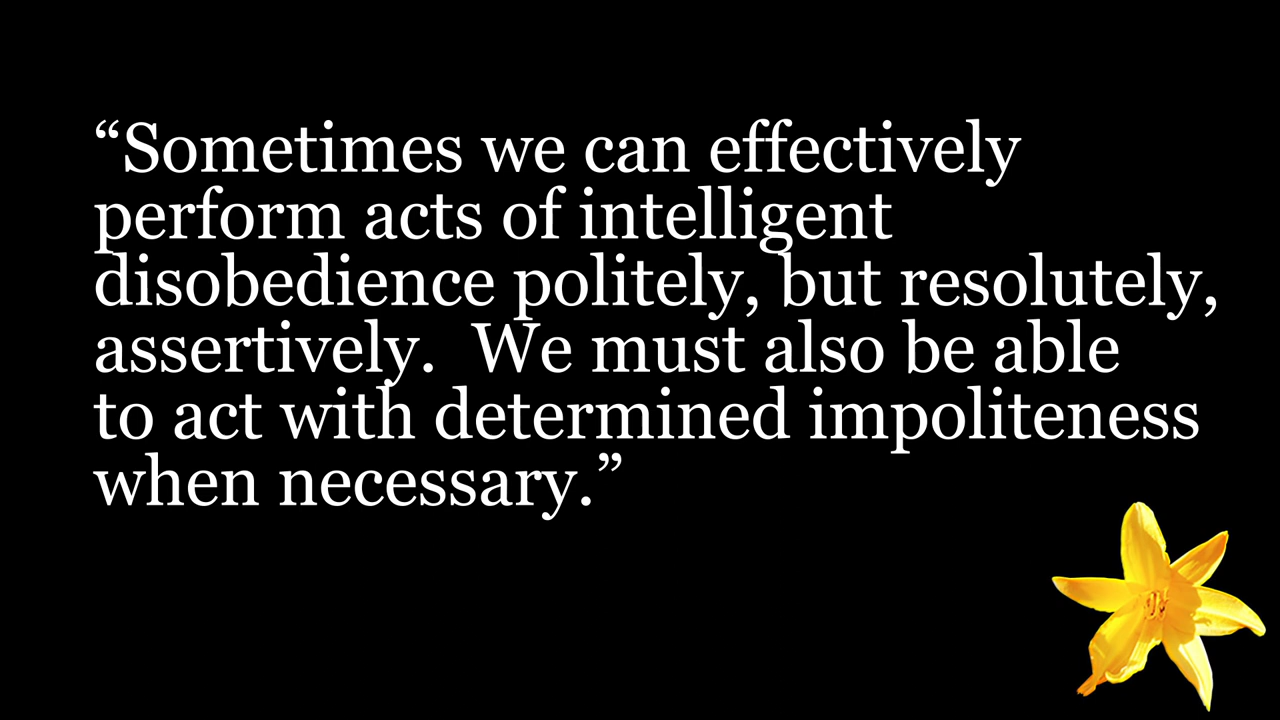 “Sometimes we can effectively
perform acts of intelligent
disobedience politely, but resolutely,
assertively.  We must also be able
to act with determined impoliteness
when necessary.”